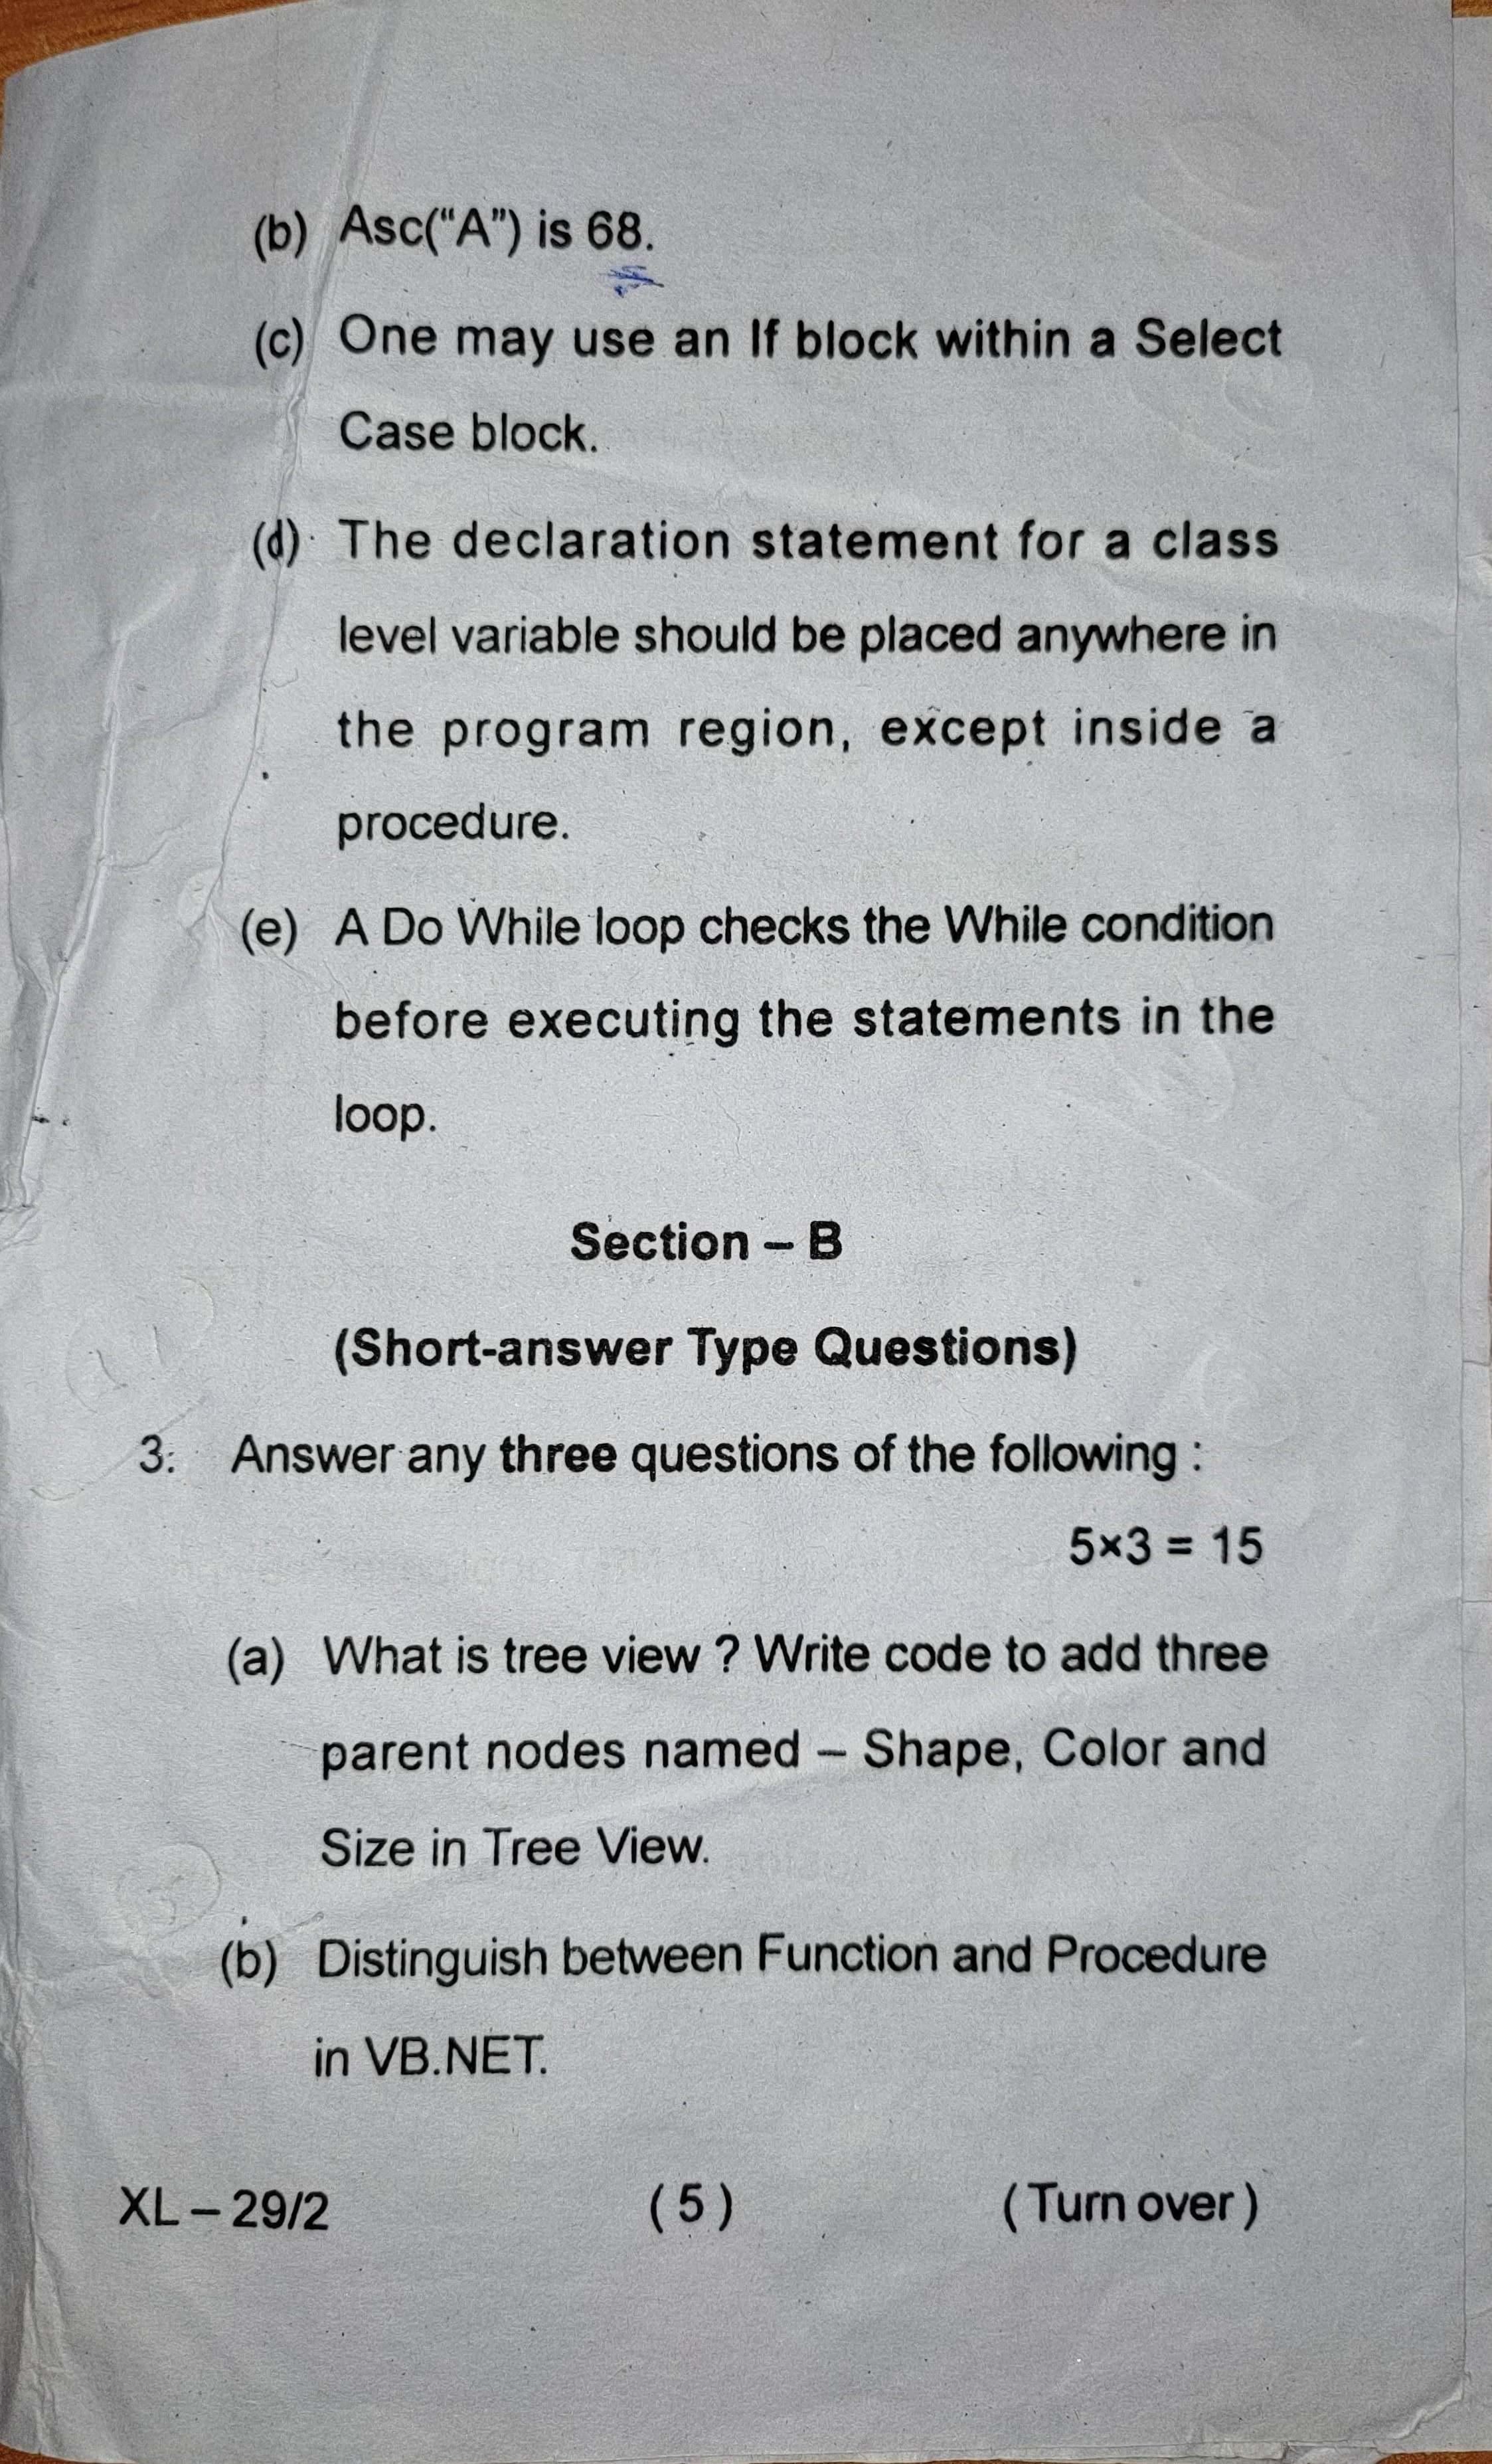 (b) Asc(“A”) is 68.
(c) One may use an If block within a Select
Case block.
(d) The declaration statement for a class
level variable should be placed anywhere in
the program region, except inside a
procedure.
(e) A Do While loop checks the While condition
before executing the statements in the
loop.
Section – B
(Short-answer Type Questions)
3. Answer any three questions of the following :
5×3 = 15
(a) What is tree view ? Write code to add three
parent nodes named – Shape, Color and
Size in Tree View.
(b) Distinguish between Function and Procedure
in VB.NET.
XL – 29/2 (5) (Turn over)